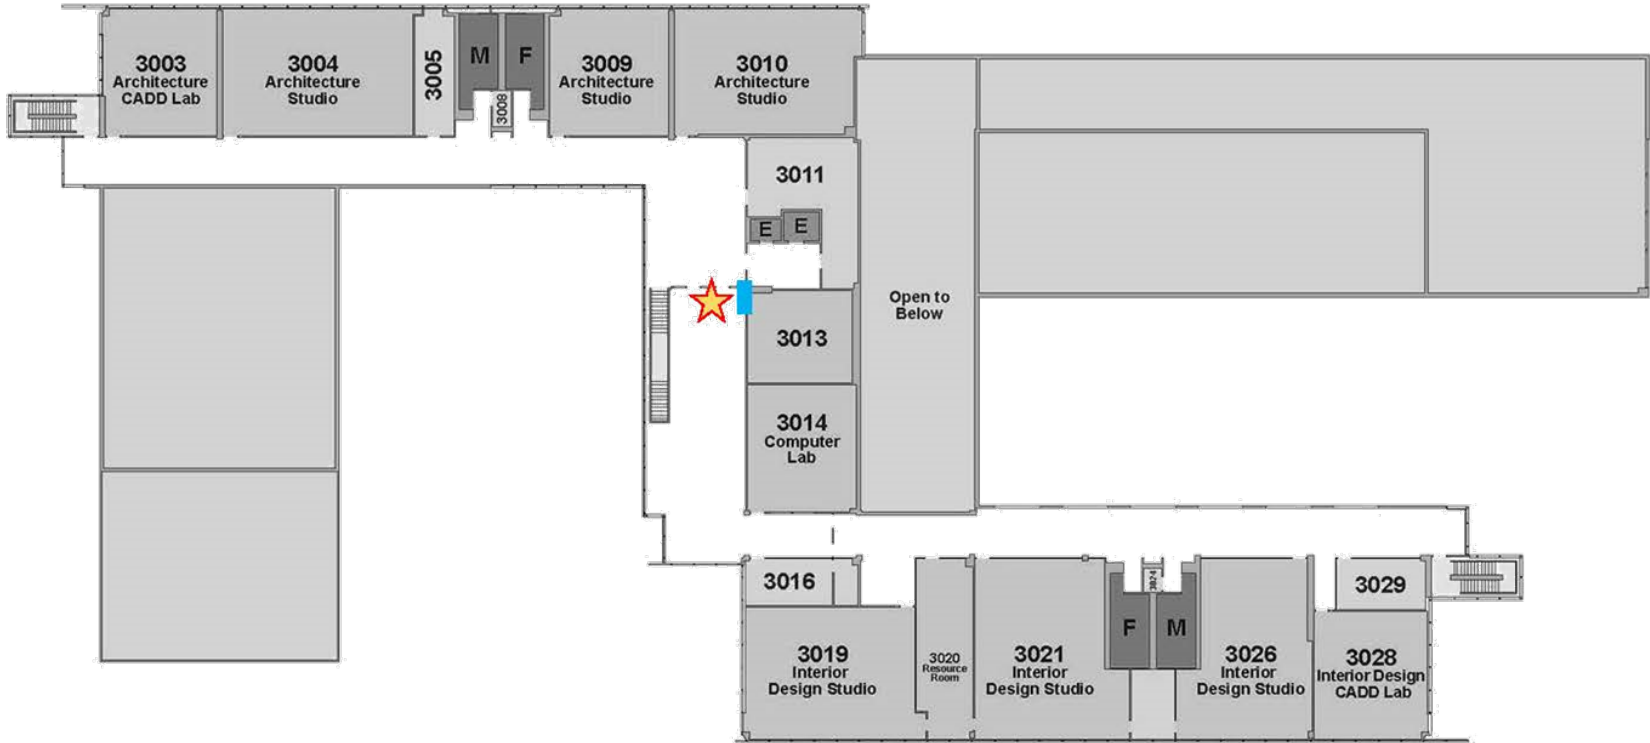 3003
Architecture
CADD Lab
3004
Architecture
Studio
3005
M
F
3008
3009
Architecture
Studio
3010
Architecture
Studio
3011
E
E
Open to
Below
3013
3014
Computer
Lab
3016
3019
Interior
Design Studio
3020
Resource
Room
3021
Interior
Design Studio
3024
F
M
3026
Interior
Design Studio
3029
3028
Interior Design
CADD Lab